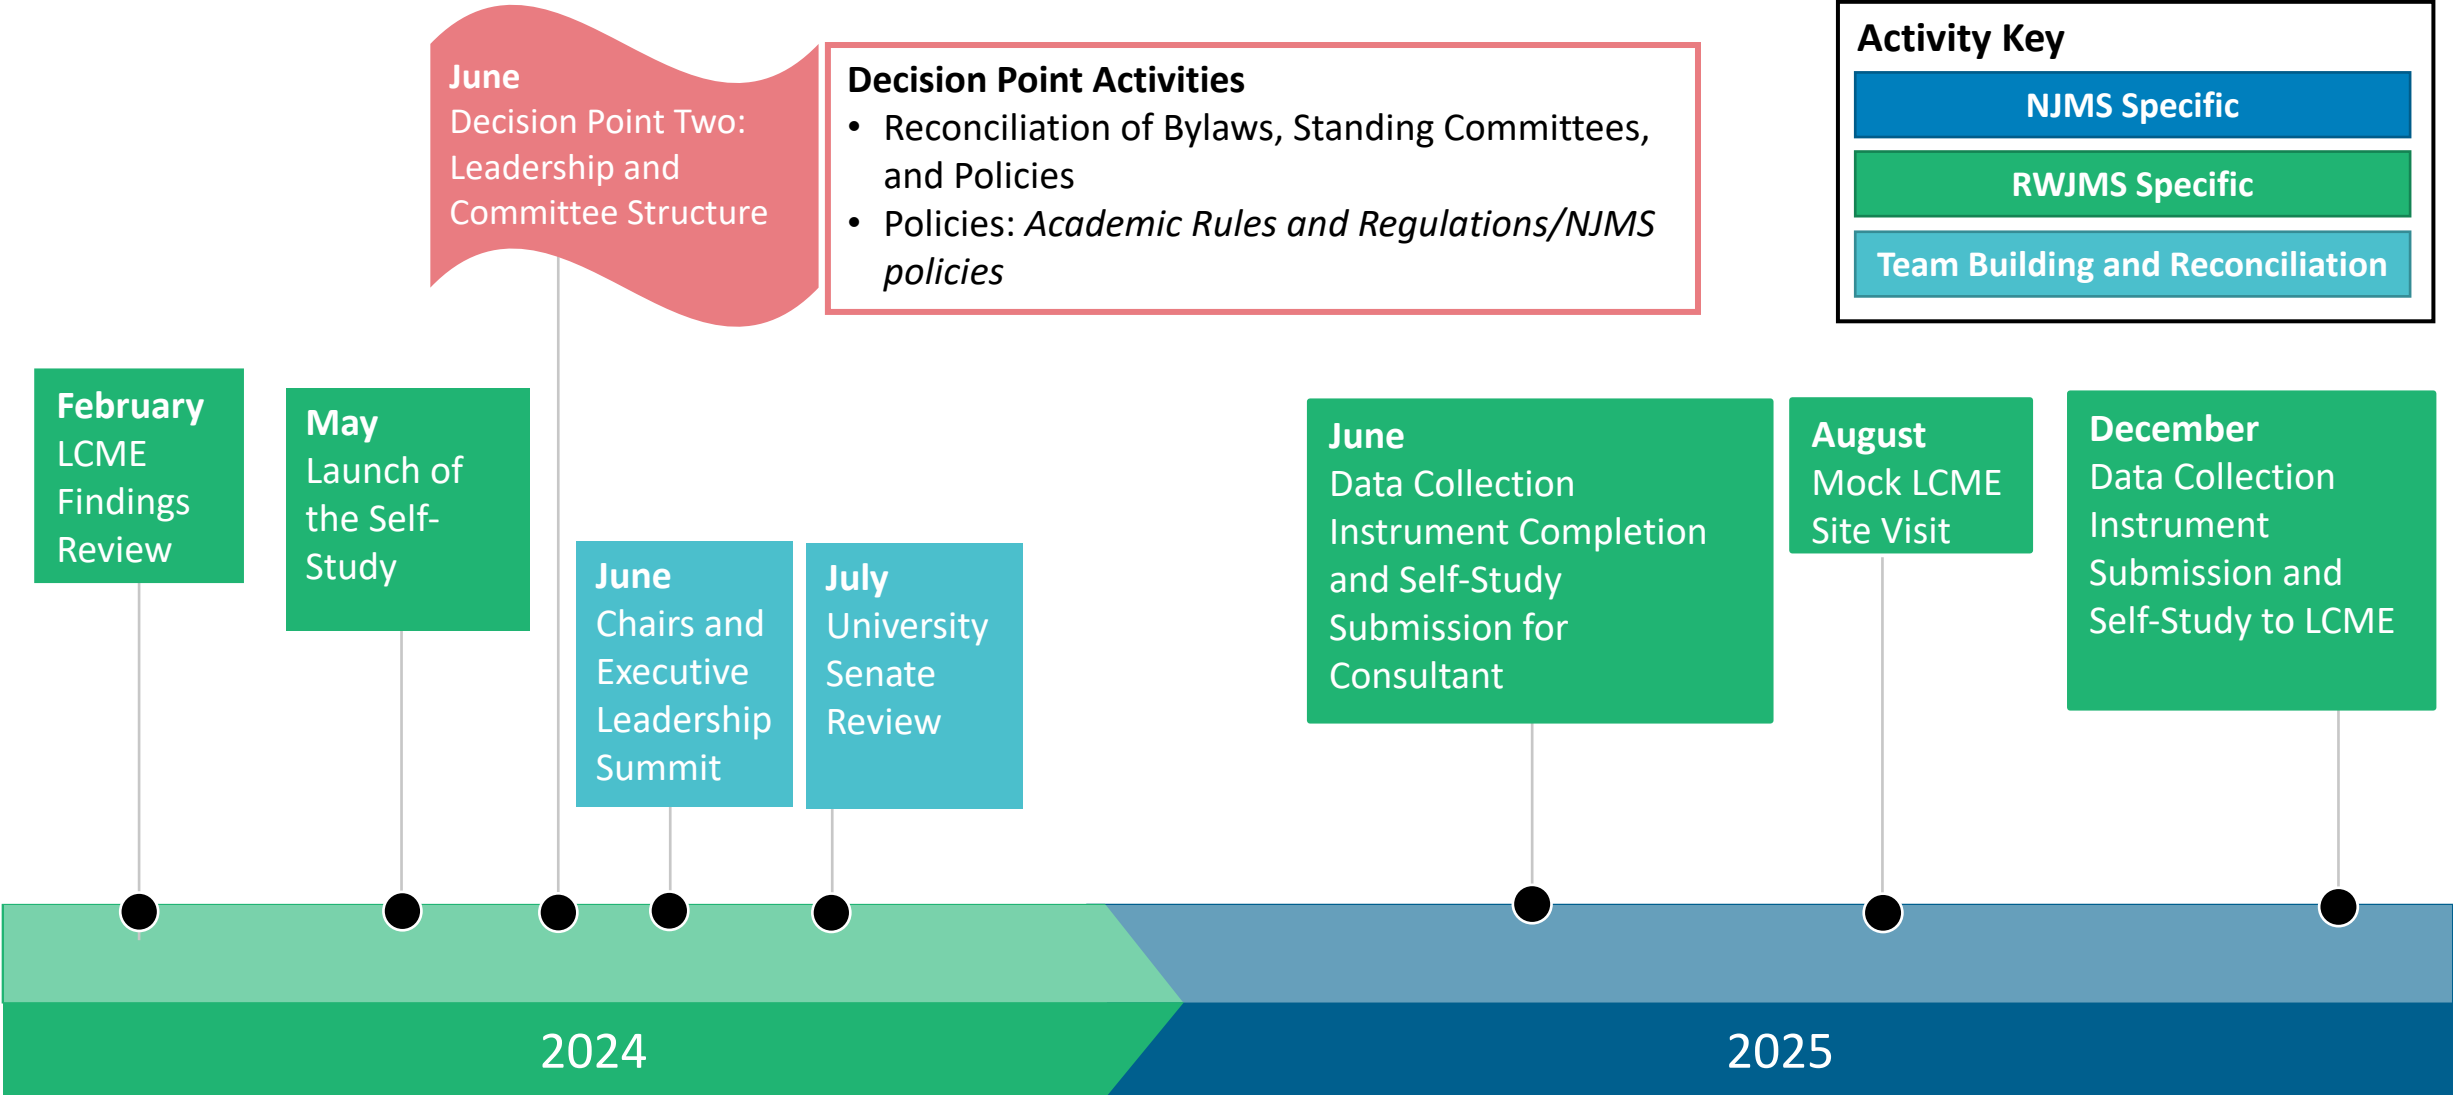 June
Decision Point Two:
Leadership and
Committee Structure
Decision Point Activities
• Reconciliation of Bylaws, Standing Committees,
and Policies
• Policies: Academic Rules and Regulations/NJMS
policies
Activity Key
NJMS Specific
RWJMS Specific
Team Building and Reconciliation
February
LCME
Findings
Review
May
Launch of
the Self-
Study
June
Chairs and
Executive
Leadership
Summit
July
University
Senate
Review
June
Data Collection
Instrument Completion
and Self-Study
Submission for
Consultant
August
Mock LCME
Site Visit
December
Data Collection
Instrument
Submission and
Self-Study to LCME
2024
2025